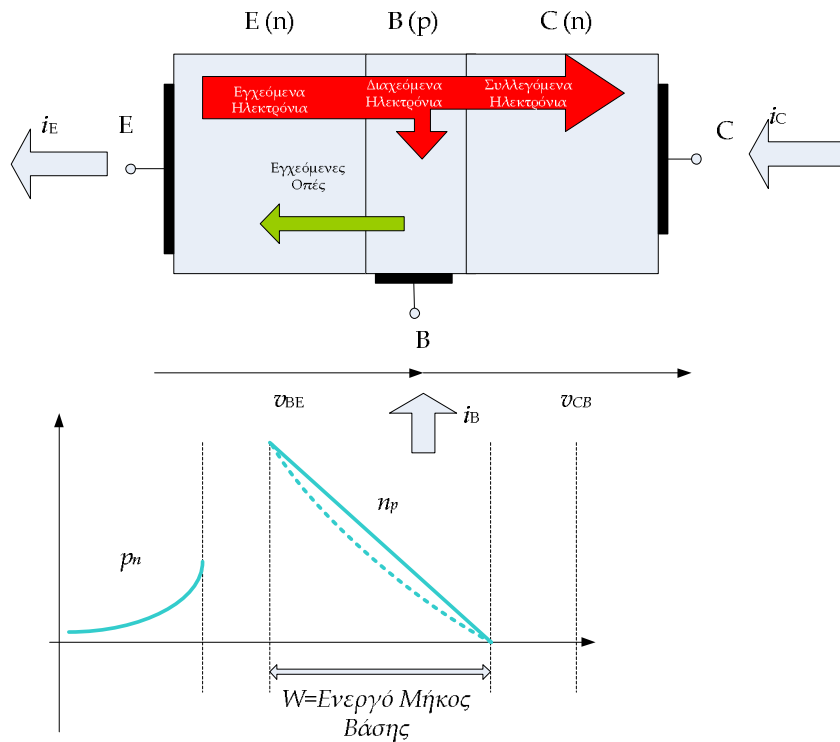 E (n) B (p) C (n)
Εγχεόμενα
Ηλεκτρόνια
Διαχεόμενα
Ηλεκτρόνια
Συλλεγόμενα
Ηλεκτρόνια
iE
E
C
iC
Εγχεόμενες
Οπές
B
vBE
vCB
iB
np
pn
W=Ενεργό Μήκος
Βάσης